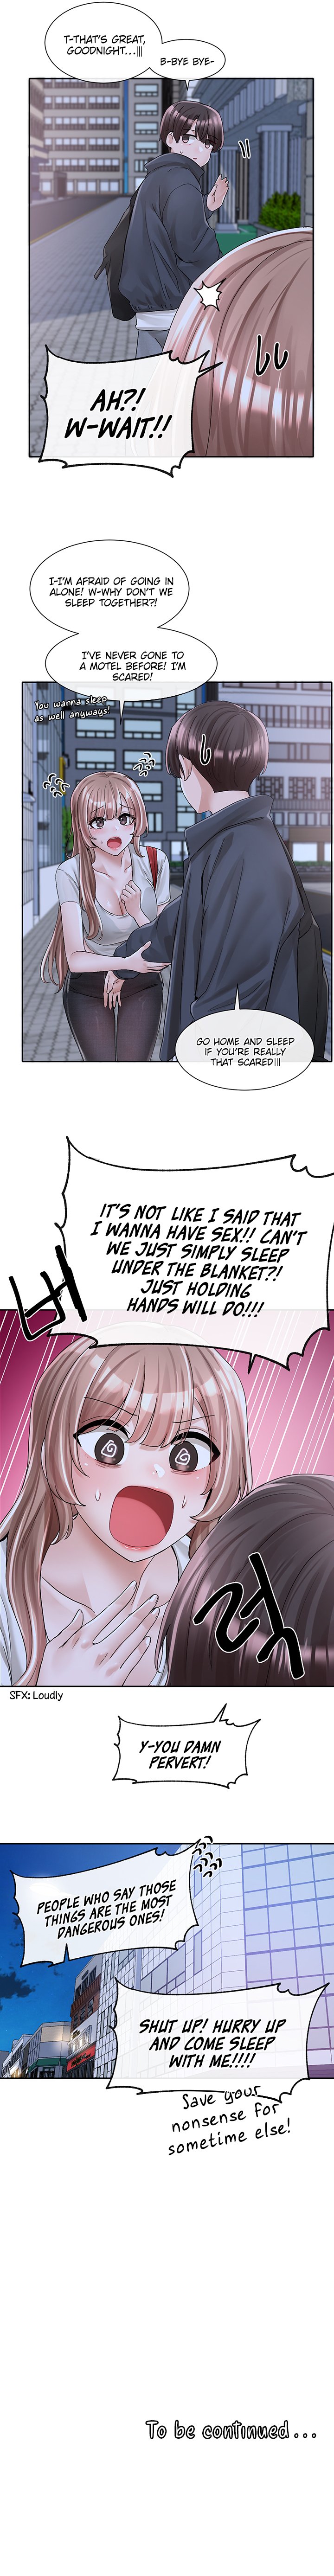 T-THAT'S GREAT,
GOODNIGHT...|||
B-BYE BYE-
AH?!
W-WAIT!!
I-I'M AFRAID OF GOING IN
ALONE! W-WHY DON'T WE
SLEEP TOGETHER?!
I'VE NEVER GONE TO
A MOTEL BEFORE! I'M
SCARED!
You wanna sleep
as well anyways!
GO HOME AND SLEEP
IF YOU'RE REALLY
THAT SCARED|||
IT'S NOT LIKE I SAID THAT
I WANNA HAVE SEX!! CAN'T
WE JUST SIMPLY SLEEP
UNDER THE BLANKET?!
JUST HOLDING
HANDS WILL DO!!!
SFX: Loudly
Y-YOU DAMN
PERVERT!
PEOPLE WHO SAY THOSE
THINGS ARE THE MOST
DANGEROUS ONES!
SHUT UP! HURRY UP
AND COME SLEEP
WITH ME!!!!
Save your
nonsense for
sometime else!
To be continued...